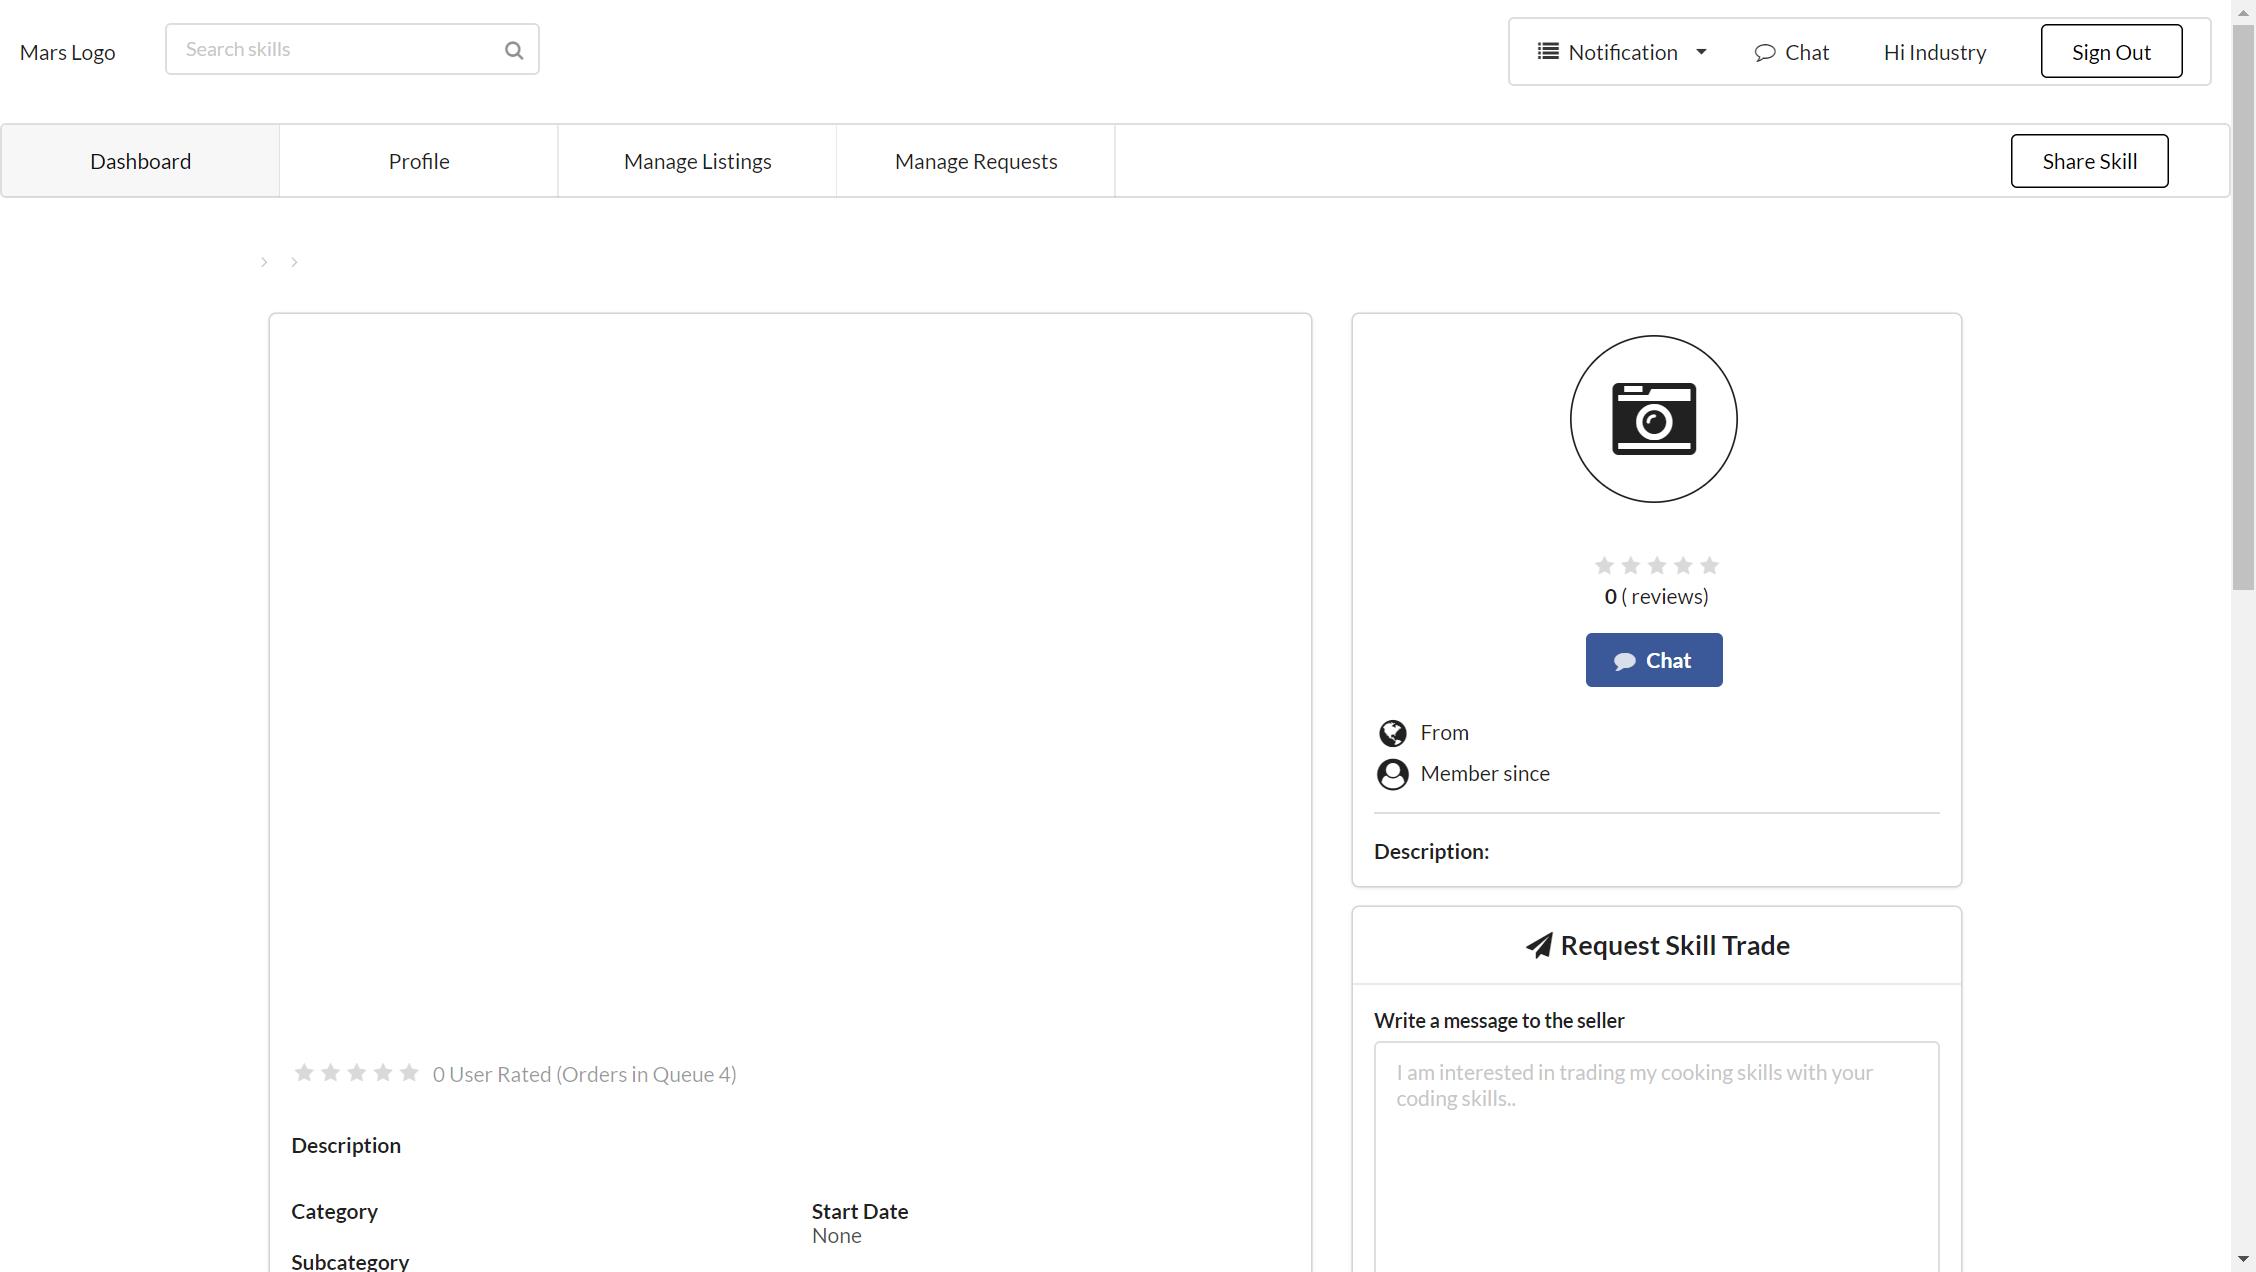 Mars Logo
Search skills
Notification
Chat
Hi Industry
Sign Out
Dashboard
Profile
Manage Listings
Manage Requests
Share Skill
0 ( reviews)
Chat
From
Member since
Description:
Request Skill Trade
Write a message to the seller
I am interested in trading my cooking skills with your
coding skills..
0 User Rated (Orders in Queue 4)
Description
Category
Start Date
None
Subcategory